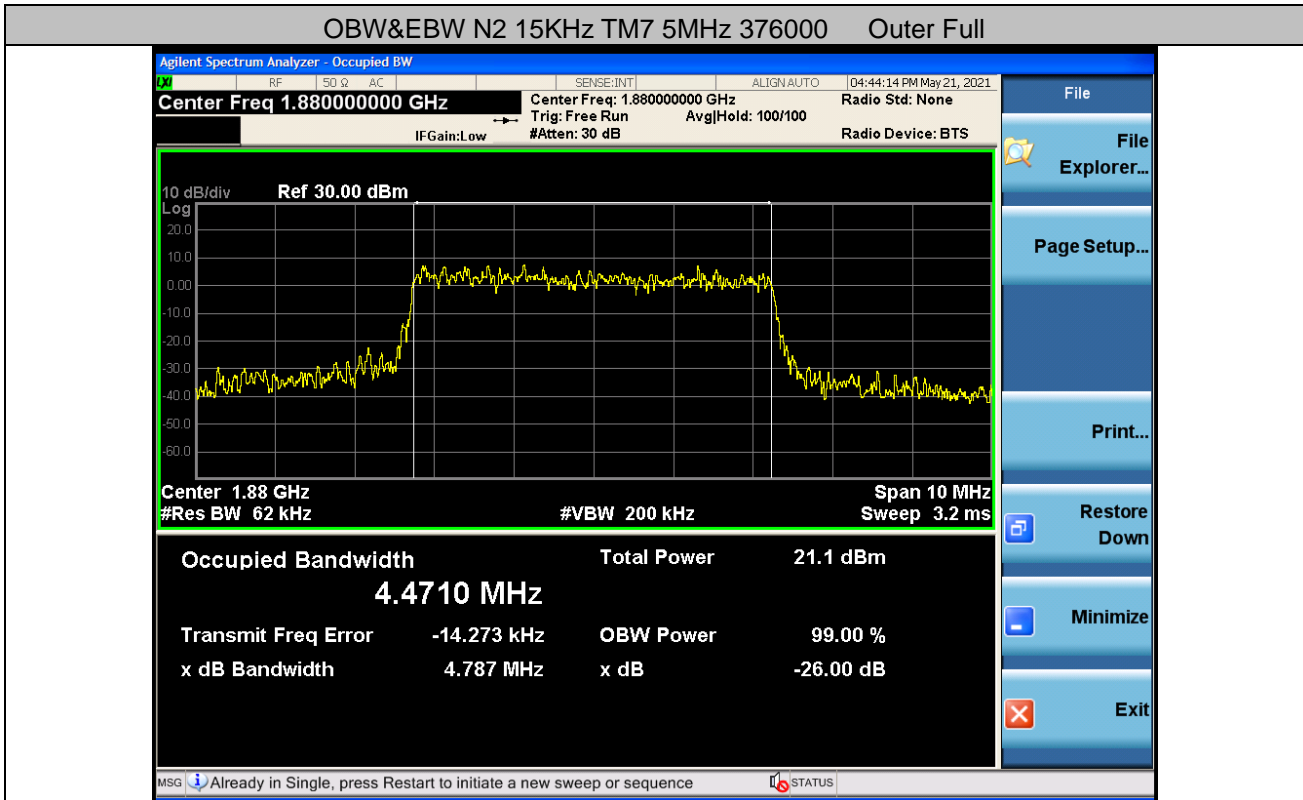 OBW&EBW N2 15KHz TM7 5MHz 376000 Outer Full
Agilent Spectrum Analyzer - Occupied BW
LXI RF 50 Ω AC SENSE:INT ALIGN AUTO 04:44:14 PM May 21, 2021
Center Freq 1.880000000 GHz
Center Freq: 1.880000000 GHz
Radio Std: None
Trig: Free Run Avg|Hold: 100/100
IFGain:Low #Atten: 30 dB Radio Device: BTS
10 dB/div Ref 30.00 dBm
Log
20.0
10.0
0.00
-10.0
-20.0
-30.0
-40.0
-50.0
-60.0
Center 1.88 GHz Span 10 MHz
#Res BW 62 kHz #VBW 200 kHz Sweep 3.2 ms
Occupied Bandwidth Total Power 21.1 dBm
4.4710 MHz
Transmit Freq Error -14.273 kHz OBW Power 99.00 %
x dB Bandwidth 4.787 MHz x dB -26.00 dB
MSG Already in Single, press Restart to initiate a new sweep or sequence STATUS
File
File
Explorer...
Page Setup...
Print...
Restore
Down
Minimize
Exit